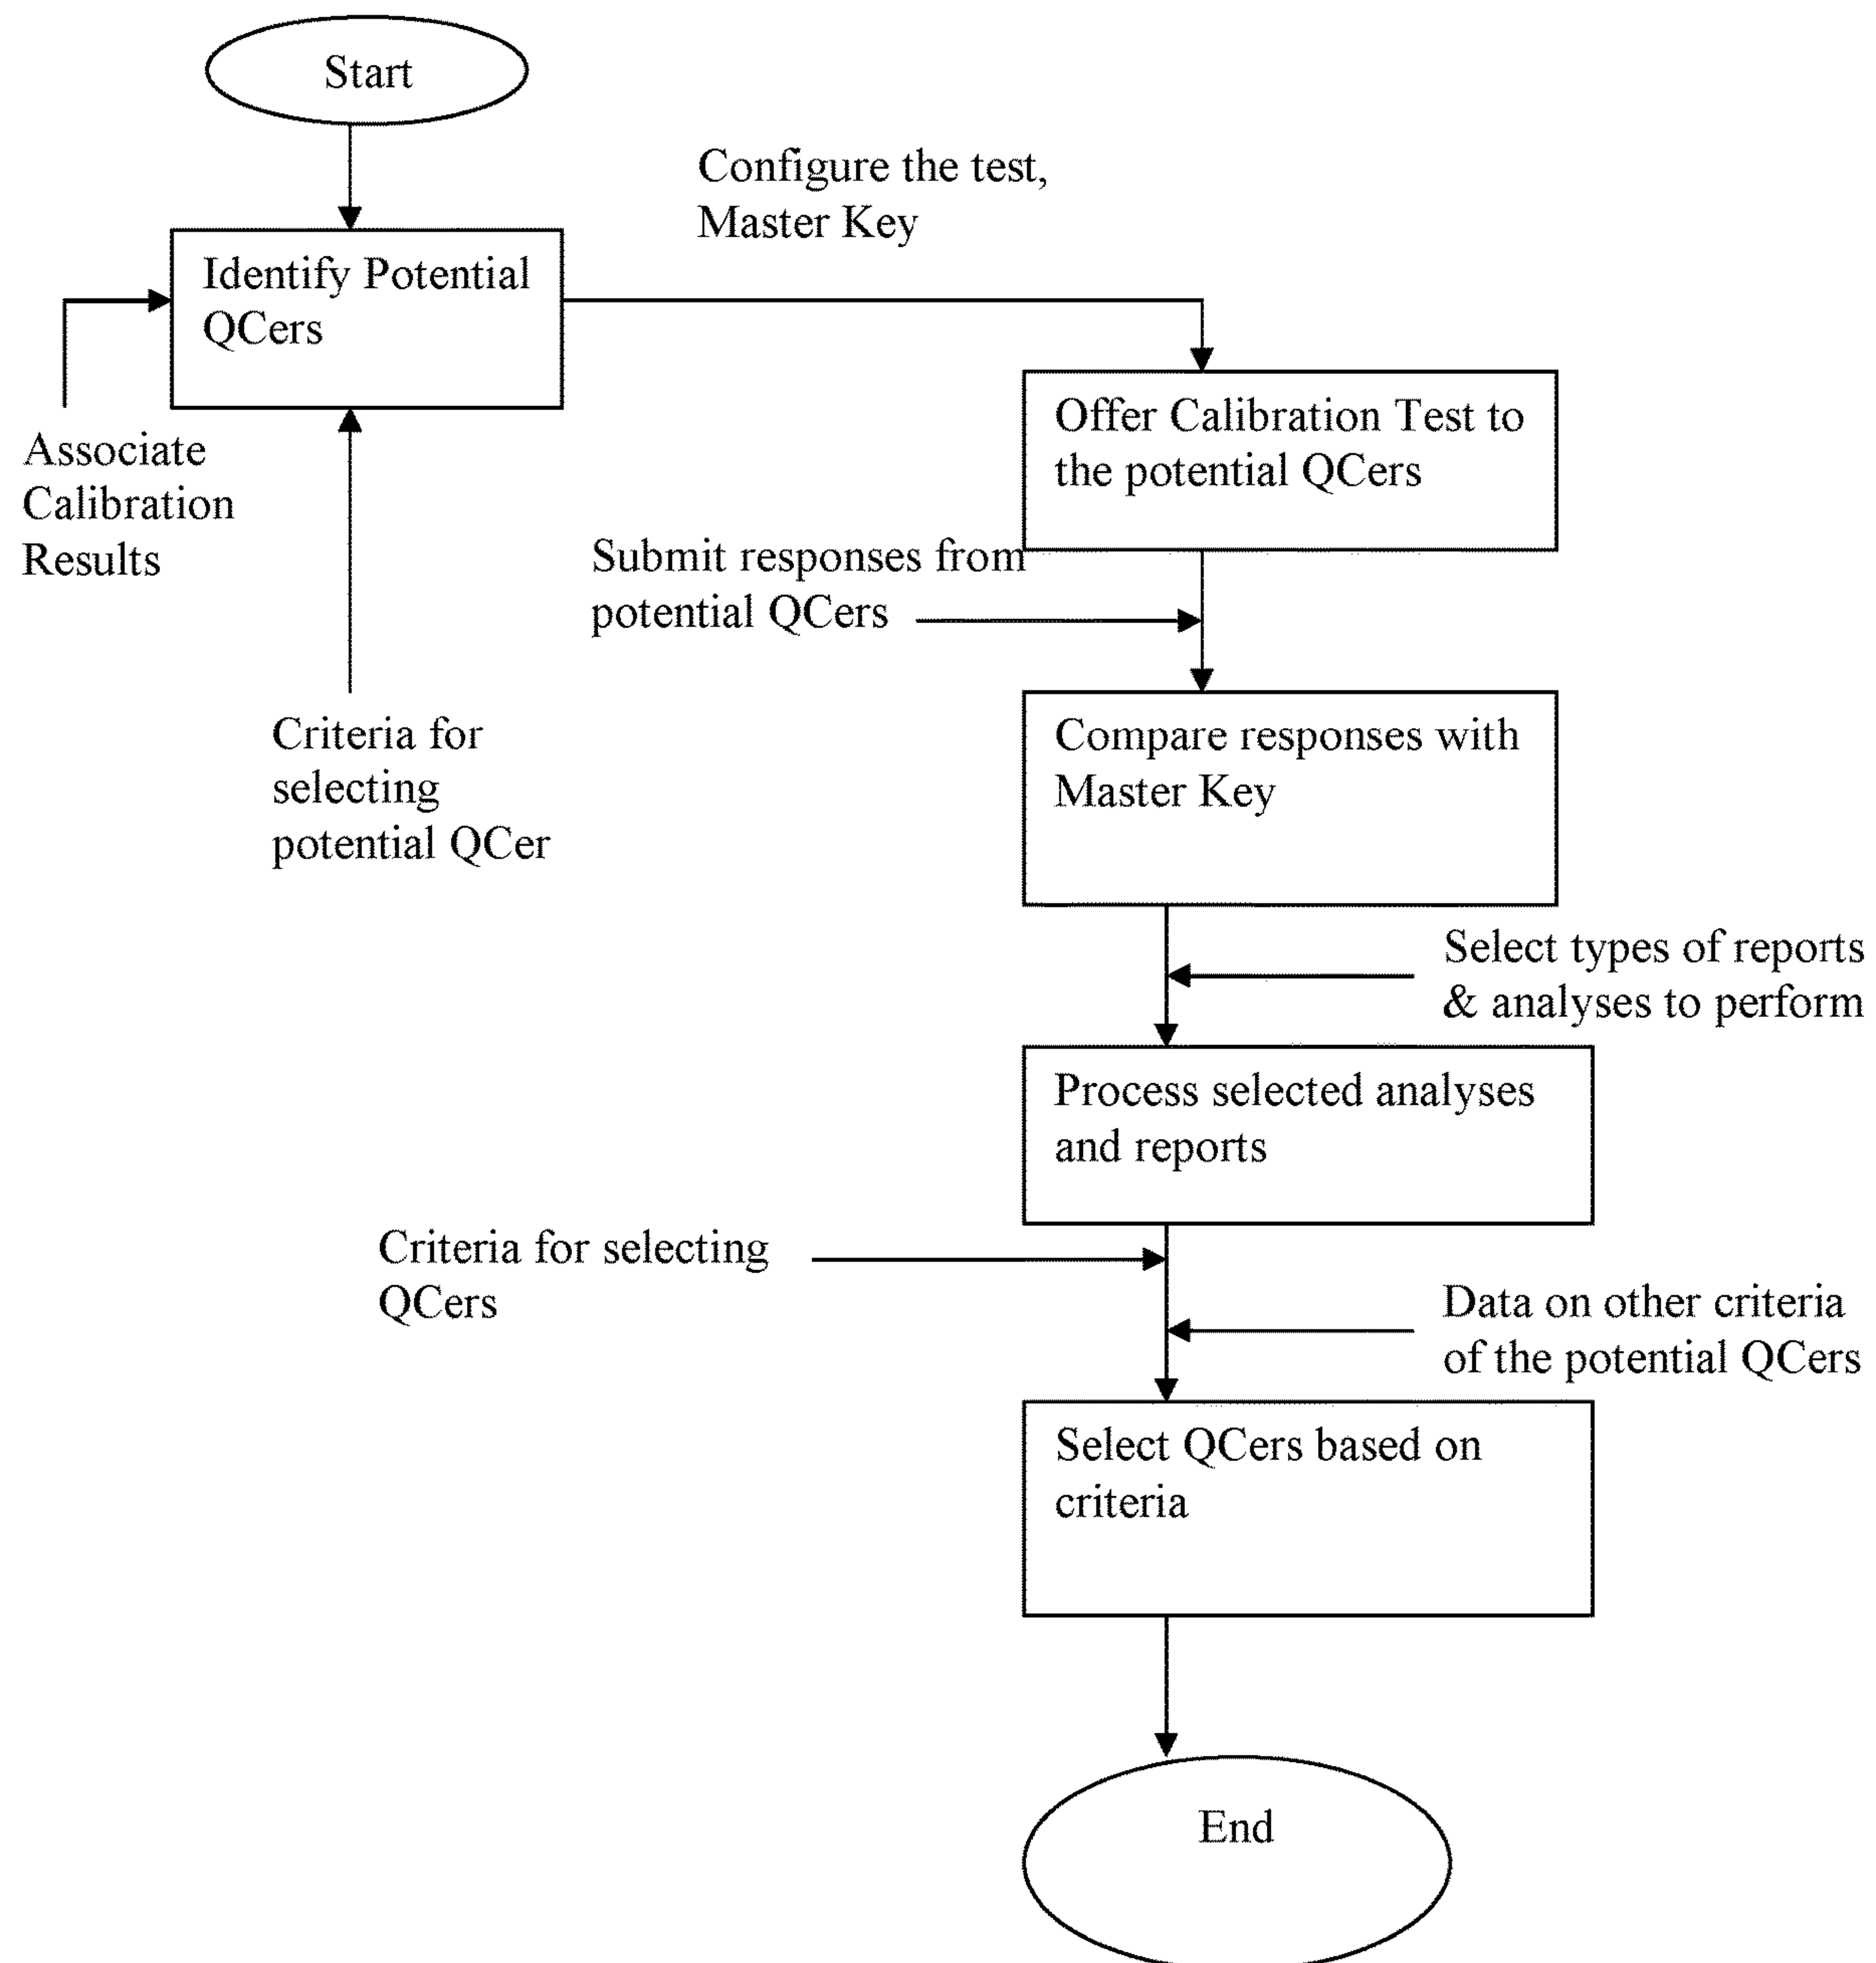 Start
Configure the test,
Master Key
Identify Potential
QCers
Offer Calibration Test to
the potential QCers
Associate
Calibration
Results
Submit responses from
potential QCers
Criteria for
selecting
potential QCer
Compare responses with
Master Key
Select types of reports
& analyses to perform
Process selected analyses
and reports
Criteria for selecting
QCers
Data on other criteria
of the potential QCers
Select QCers based on
criteria
End